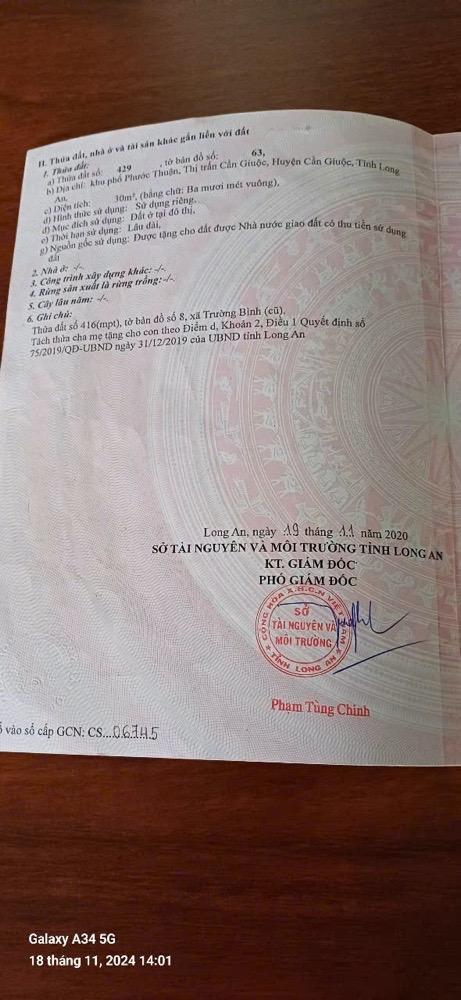 II. Thửa đất, nhà ở và tài sản khác gắn liền với đất
1. Thửa đất:
a) Thửa đất số: 429 , tờ bản đồ số: 63,
b) Địa chỉ: khu phố Phước Thuận, Thị trấn Cần Giuộc, Huyện Cần Giuộc, Tỉnh Long
An,
c) Diện tích: 30m², (bằng chữ: Ba mươi mét vuông),
d) Hình thức sử dụng: Sử dụng riêng,
đ) Mục đích sử dụng: Đất ở tại đô thị,
e) Thời hạn sử dụng: Lâu dài,
g) Nguồn gốc sử dụng: Được tặng cho đất được Nhà nước giao đất có thu tiền sử dụng
đất
2. Nhà ở: -/-
3. Công trình xây dựng khác: -/-
4. Rừng sản xuất là rừng trồng: -/-
5. Cây lâu năm: -/-
6. Ghi chú:
Thửa đất số 416(mpt), tờ bản đồ số 8, xã Trường Bình (cũ).
Tách thửa cha mẹ tặng cho con theo Điểm d, Khoản 2, Điều 1 Quyết định số
75/2019/QĐ-UBND ngày 31/12/2019 của UBND tỉnh Long An
Long An, ngày 19 tháng 11 năm 2020
SỞ TÀI NGUYÊN VÀ MÔI TRƯỜNG TỈNH LONG AN
KT. GIÁM ĐỐC
PHÓ GIÁM ĐỐC
CỘNG HÒA X.H.C.N VIỆT NAM
SỞ
TÀI NGUYÊN VÀ
MÔI TRƯỜNG
TỈNH LONG AN
Phạm Tùng Chinh
vào sổ cấp GCN: CS...06745
Galaxy A34 5G
18 tháng 11, 2024 14:01